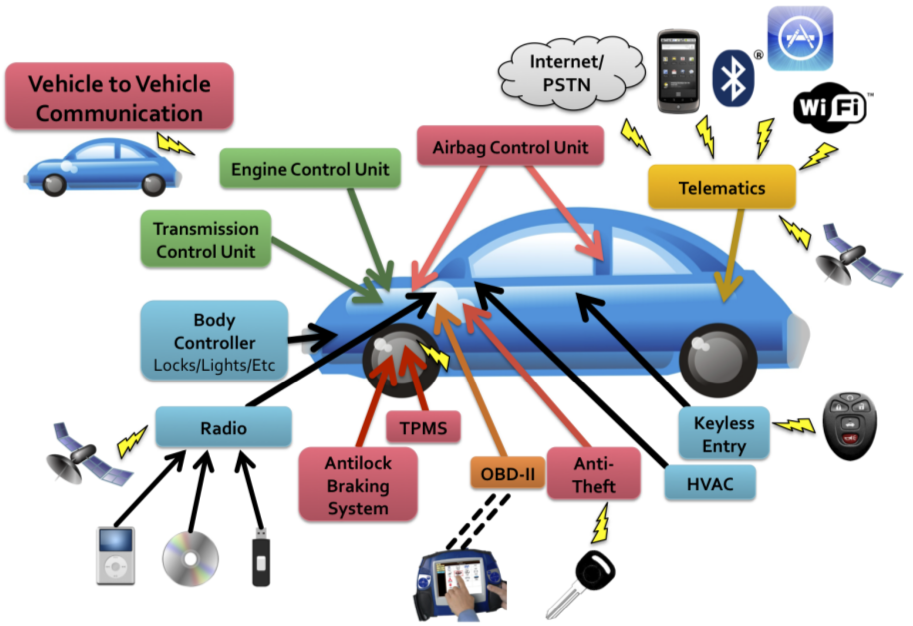 Internet/
PSTN
®
Wi Fi™
Vehicle to Vehicle
Communication
Airbag Control Unit
Engine Control Unit
Telematics
Transmission
Control Unit
Body
Controller
Locks/Lights/Etc
Radio
TPMS
Keyless
Entry
Antilock
Braking
System
OBD-II
Anti-
Theft
HVAC